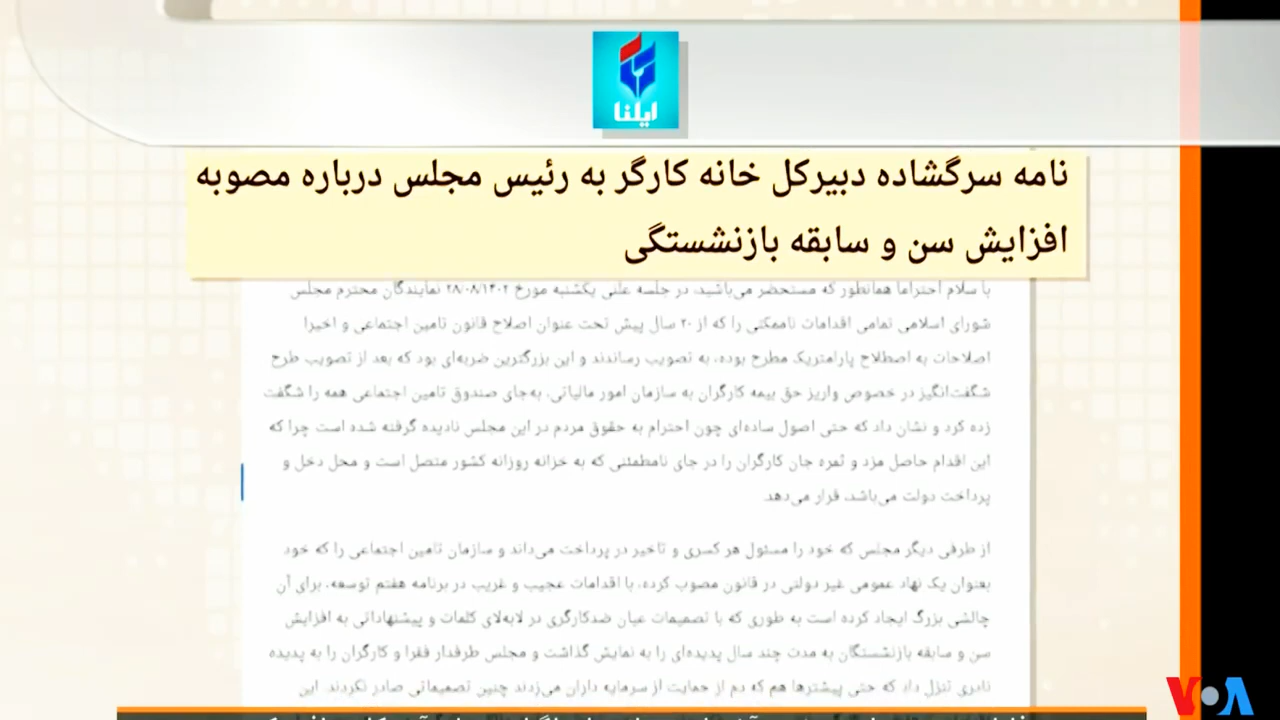 ایلنا
نامه سرگشاده دبیرکل خانه کارگر به رئیس مجلس درباره مصوبه
افزایش سن و سابقه بازنشستگی
با سلام احتراما همانطور که مستحضر می‌باشید، در جلسه علنی یکشنبه مورخ ۲۸/۰۸/۱۴۰۲ نمایندگان محترم مجلس
شورای اسلامی تمامی اقدامات ناممکنی را که از ۲۰ سال پیش تحت عنوان اصلاح قانون تامین اجتماعی و اخیرا
اصلاحات به اصطلاح پارامتریک مطرح بوده، به تصویب رساندند و این بزرگترین ضربه‌ای بود که بعد از تصویب طرح
شگفت‌انگیز در خصوص واریز حق بیمه کارگران به سازمان امور مالیاتی، به‌جای صندوق تامین اجتماعی همه را شگفت
زده کرد و نشان داد که حتی اصول ساده‌ای چون احترام به حقوق مردم در این مجلس نادیده گرفته شده است چرا که
این اقدام حاصل مزد و ثمره جان کارگران را در جای نامطمئنی که به خزانه روزانه کشور متصل است و محل دخل و
پرداخت دولت می‌باشد، قرار می‌دهد.
از طرفی دیگر مجلس که خود را مسئول هر کسری و تاخیر در پرداخت می‌داند و سازمان تامین اجتماعی را که خود
بعنوان یک نهاد عمومی غیر دولتی در قانون مصوب کرده، با اقدامات عجیب و غریب در برنامه هفتم توسعه، برای آن
چالشی بزرگ ایجاد کرده است به طوری که با تصمیمات عیان ضدکارگری در لابه‌لای کلمات و پیشنهاداتی به افزایش
سن و سابقه بازنشستگان به مدت چند سال پدیده‌ای را به نمایش گذاشت و مجلس طرفدار فقرا و کارگران را به پدیده
نادری تنزل داد که حتی پیشترها هم که دم از حمایت از سرمایه داران می‌زدند چنین تصمیماتی صادر نکردند. این
VOA